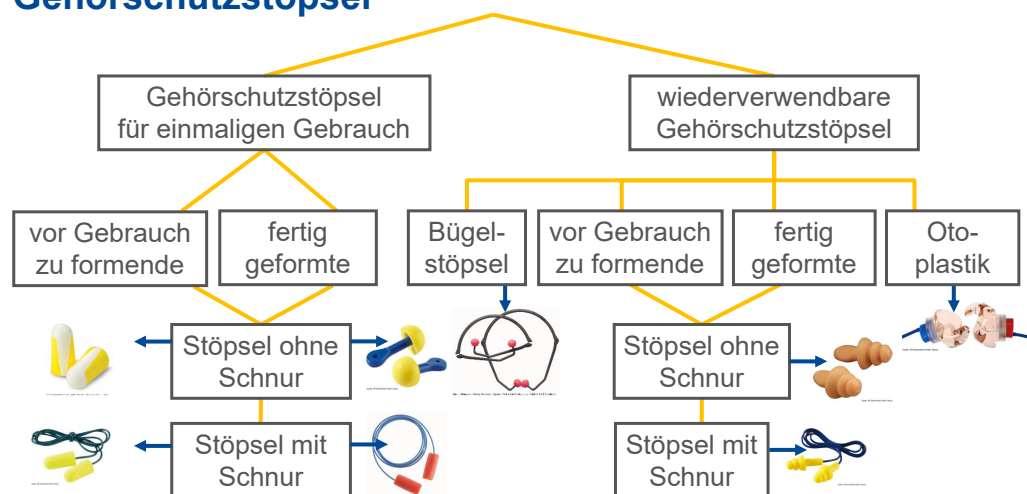 Gehörschutzstöpsel
Gehörschutzstöpsel
für einmaligen Gebrauch
wiederverwendbare
Gehörschutzstöpsel
vor Gebrauch
zu formende
fertig
geformte
Bügel-
stöpsel
vor Gebrauch
zu formende
fertig
geformte
Oto-
plastik
Stöpsel ohne
Schnur
Stöpsel ohne
Schnur
Stöpsel mit
Schnur
Stöpsel mit
Schnur